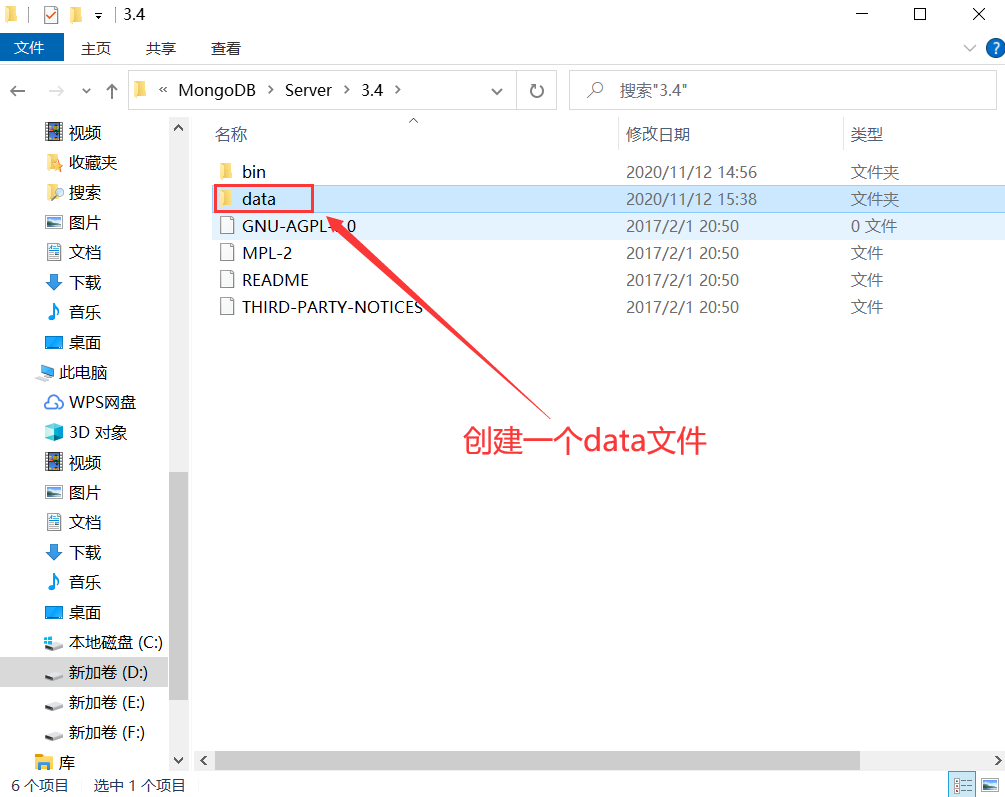 3.4
文件 主页 共享 查看
« MongoDB > Server > 3.4 > 搜索"3.4"
名称 修改日期 类型
bin 2020/11/12 14:56 文件夹
data 2020/11/12 15:38 文件夹
GNU-AGPL- 0 2017/2/1 20:50 0 文件
MPL-2 2017/2/1 20:50 文件
README 2017/2/1 20:50 文件
THIRD-PARTY-NOTICES 2017/2/1 20:50 文件
创建一个data文件
视频
收藏夹
搜索
图片
文档
下载
音乐
桌面
此电脑
WPS网盘
3D 对象
视频
图片
文档
下载
音乐
桌面
本地磁盘 (C:)
新加卷 (D:)
新加卷 (E:)
新加卷 (F:)
库
6 个项目 选中 1 个项目